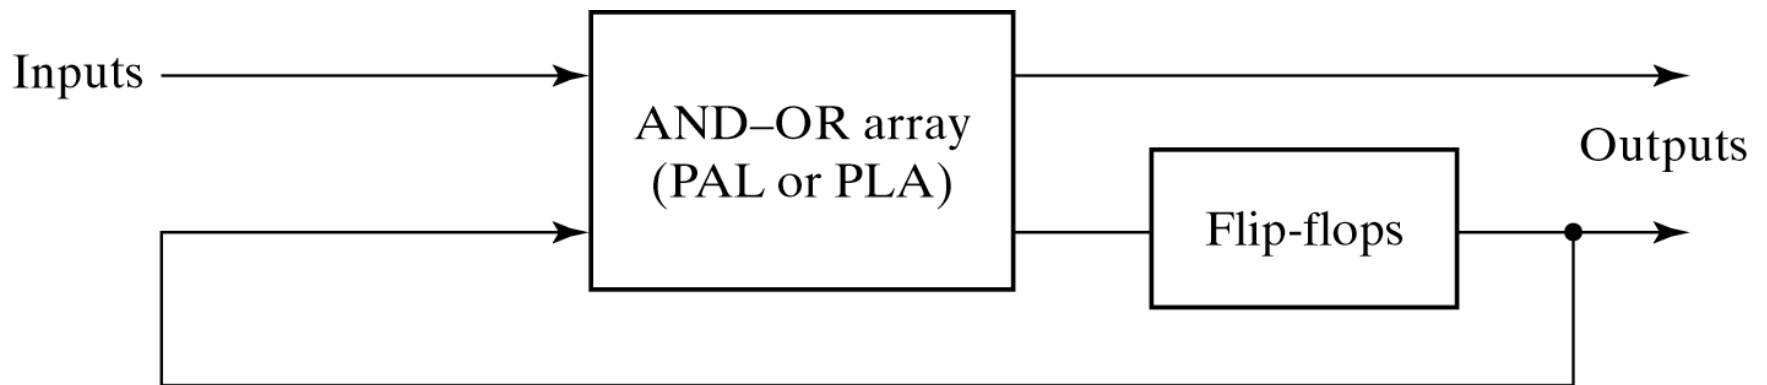 Inputs
AND–OR array
(PAL or PLA)
Outputs
Flip-flops